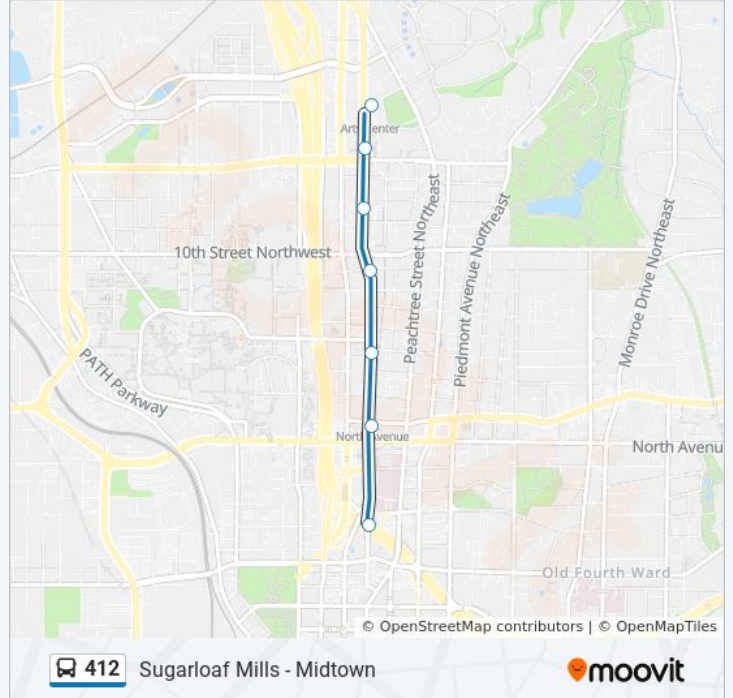 Arts Center
10th Street Northwest
Peachtree Street Northeast
Piedmont Avenue Northeast
Monroe Drive Northeast
PATH Parkway
North Avenue
North Avenu
Old Fourth Ward
© OpenStreetMap contributors | © OpenMapTiles
412 Sugarloaf Mills - Midtown
moovit